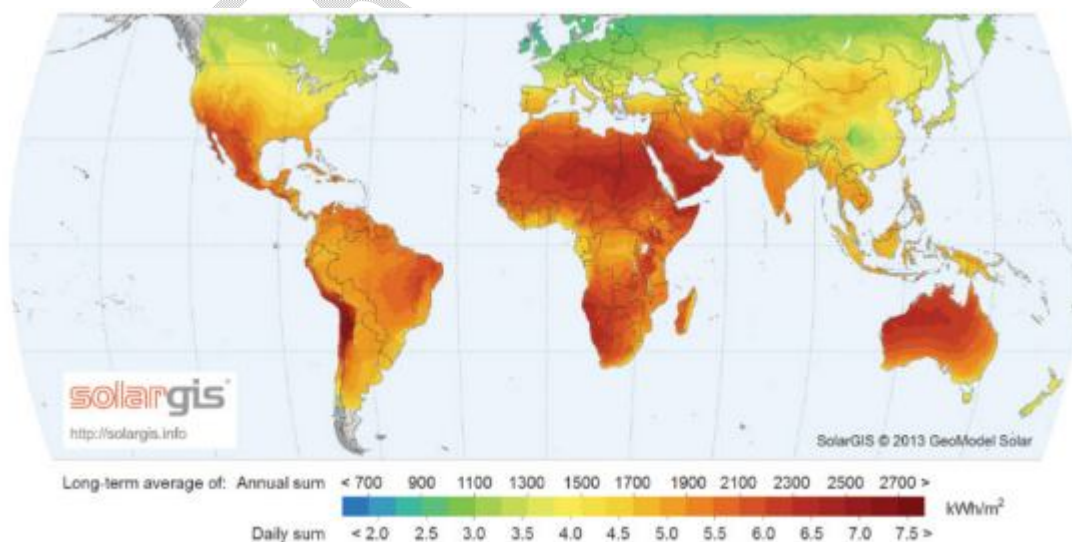 solargis
http://solargis.info
SolarGIS © 2013 GeoModel Solar
Long-term average of: Annual sum < 700 900 1100 1300 1500 1700 1900 2100 2300 2500 2700 >
kWh/m²
Daily sum < 2.0 2.5 3.0 3.5 4.0 4.5 5.0 5.5 6.0 6.5 7.0 7.5 >